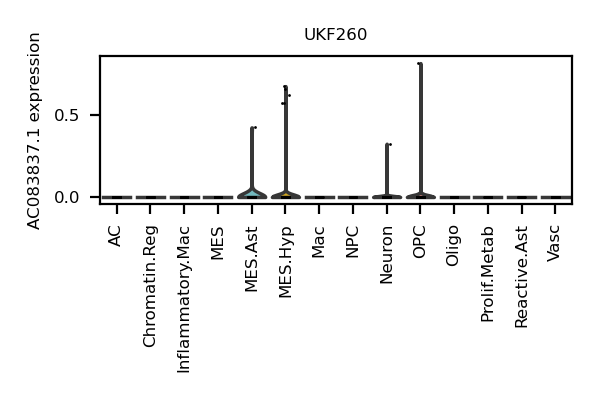 UKF260
AC083837.1 expression
0.5
0.0
AC
Chromatin.Reg
Inflammatory.Mac
MES
MES.Ast
MES.Hyp
Mac
NPC
Neuron
OPC
Oligo
Prolif.Metab
Reactive.Ast
Vasc